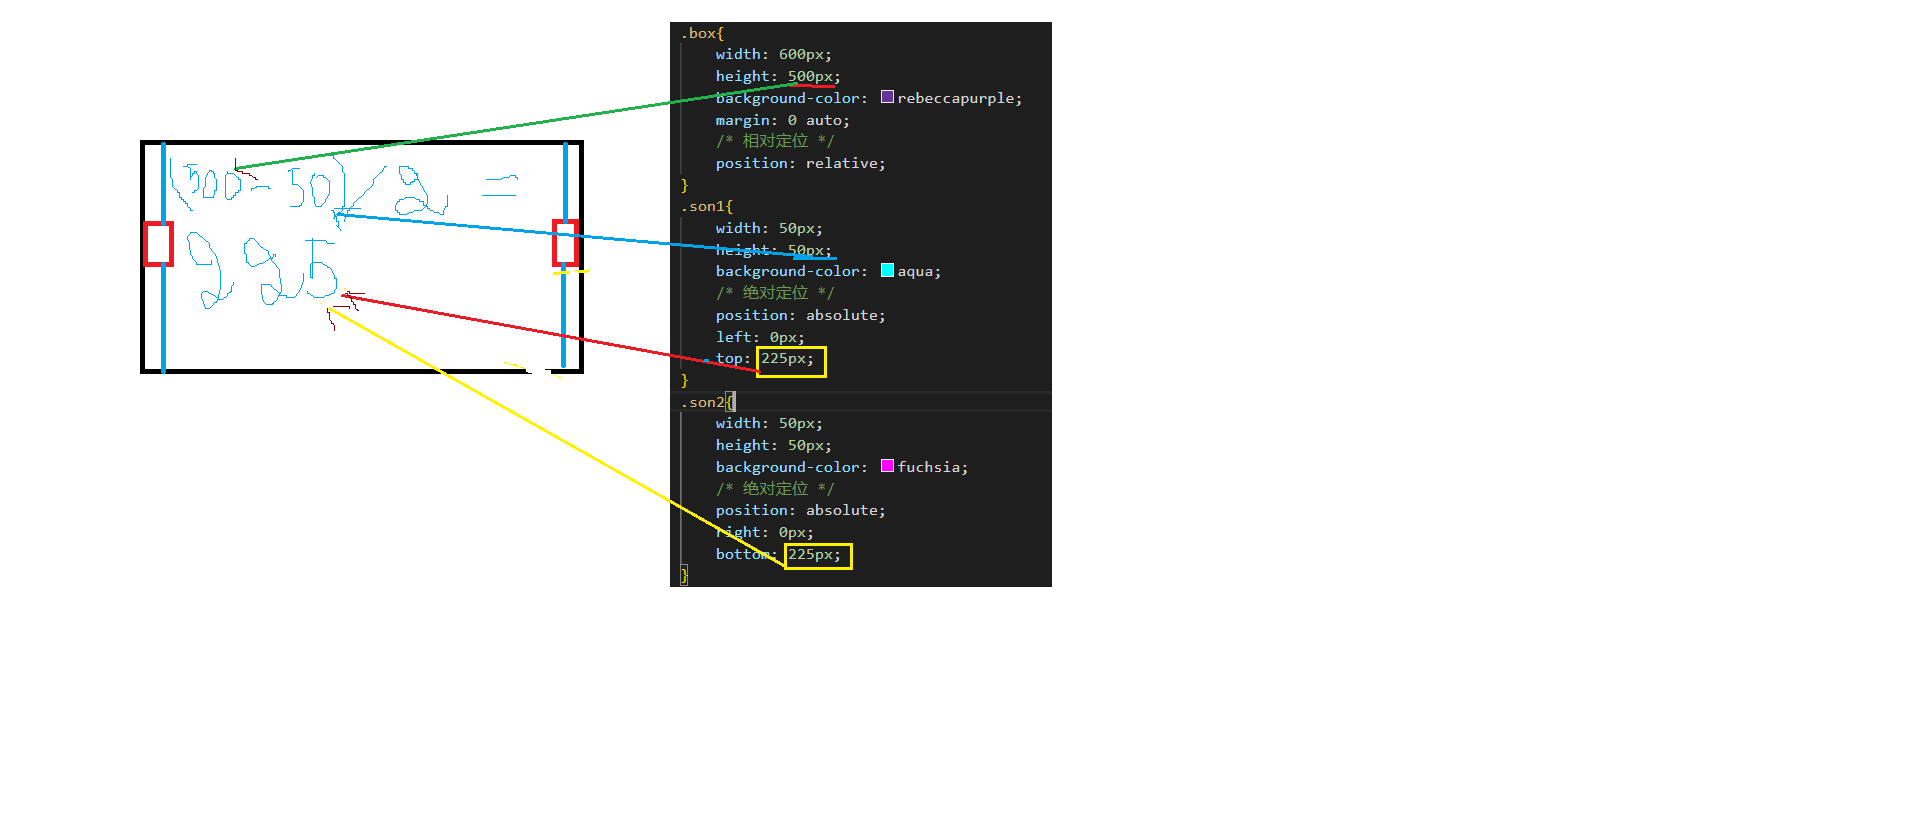 (500-50)/2=
225
.box{
width: 600px;
height: 500px;
background-color: rebeccapurple;
margin: 0 auto;
/* 相对定位 */
position: relative;
}
.son1{
width: 50px;
height: 50px;
background-color: aqua;
/* 绝对定位 */
position: absolute;
left: 0px;
top: 225px;
}
.son2{
width: 50px;
height: 50px;
background-color: fuchsia;
/* 绝对定位 */
position: absolute;
right: 0px;
bottom: 225px;
}